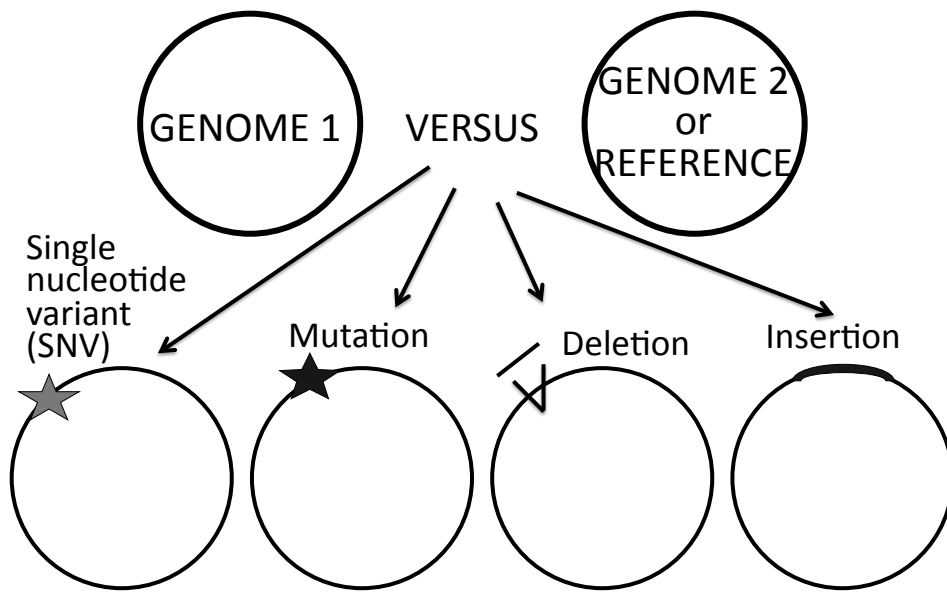 GENOME 1
VERSUS
GENOME 2
or
REFERENCE
Single
nucleotide
variant
(SNV)
Mutation
Deletion
Insertion